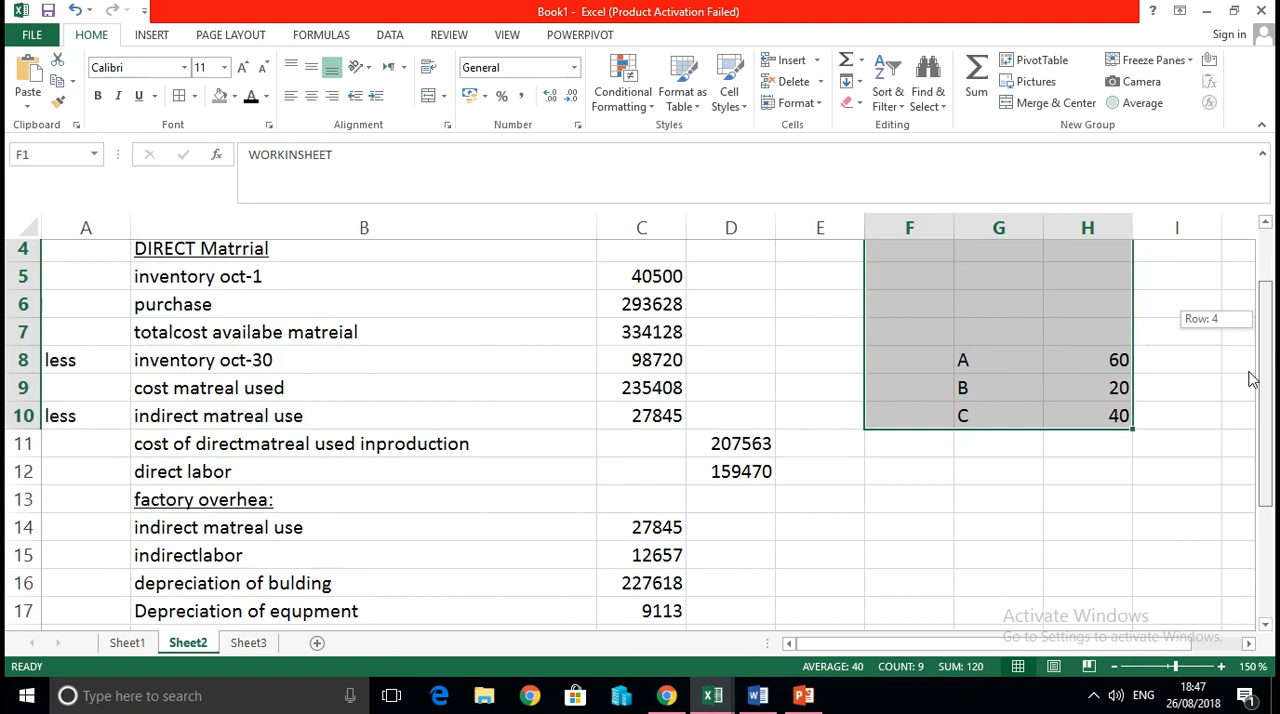 Book1 - Excel (Product Activation Failed)
FILE HOME INSERT PAGE LAYOUT FORMULAS DATA REVIEW VIEW POWERPIVOT Sign in
Paste
Calibri 11
B I U
General
Conditional Formatting
Format as Table
Cell Styles
Insert
Delete
Format
Sort & Filter
Find & Select
Sum
PivotTable
Pictures
Merge & Center
Freeze Panes
Camera
Average
Clipboard Font Alignment Number Styles Cells Editing New Group
F1 WORKINSHEET
A B C D E F G H I
4 DIRECT Matrrial
5 inventory oct-1 40500
6 purchase 293628
Row: 4
7 totalcost availabe matreial 334128
8 less inventory oct-30 98720 A 60
9 cost matreal used 235408 B 20
10 less indirect matreal use 27845 C 40
11 cost of directmatreal used inproduction 207563
12 direct labor 159470
13 factory overhea:
14 indirect matreal use 27845
15 indirectlabor 12657
16 depreciation of bulding 227618
17 Depreciation of equpment 9113
Activate Windows
Go to Settings to activate Windows.
Sheet1 Sheet2 Sheet3
READY AVERAGE: 40 COUNT: 9 SUM: 120 150 %
Type here to search
ENG
18:47
26/08/2018